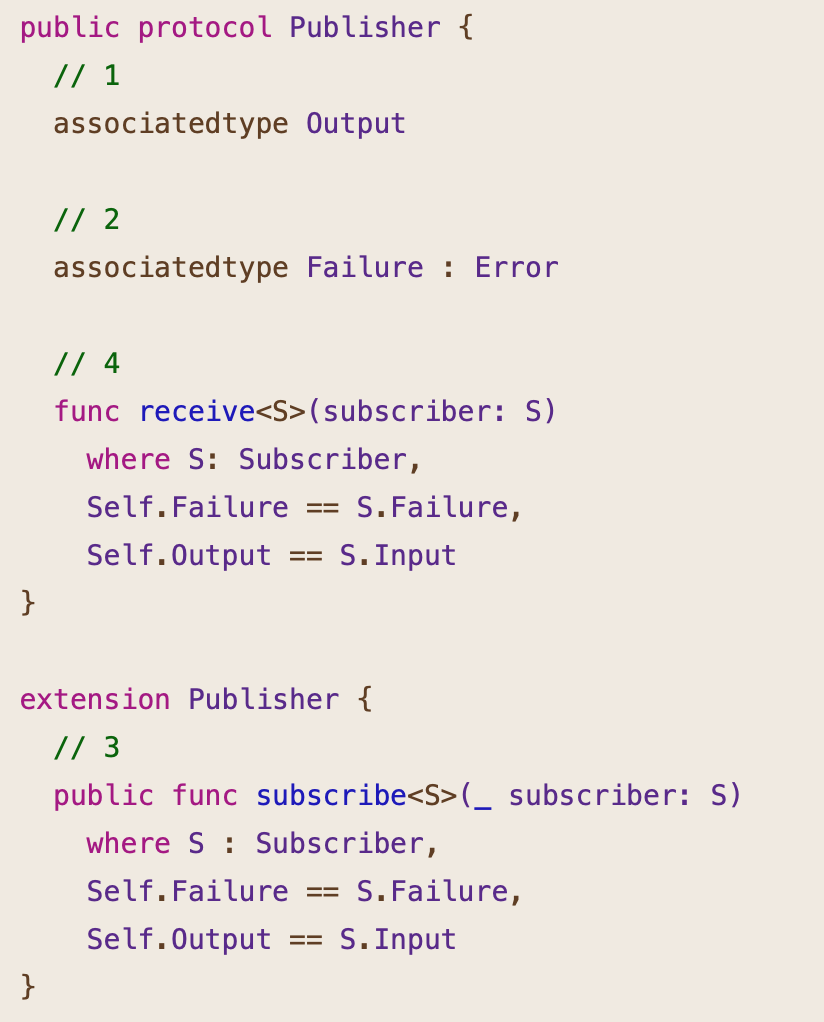 public protocol Publisher {
  // 1
  associatedtype Output

  // 2
  associatedtype Failure : Error

  // 4
  func receive<S>(subscriber: S)
    where S: Subscriber,
    Self.Failure == S.Failure,
    Self.Output == S.Input
}

extension Publisher {
  // 3
  public func subscribe<S>(_ subscriber: S)
    where S : Subscriber,
    Self.Failure == S.Failure,
    Self.Output == S.Input
}